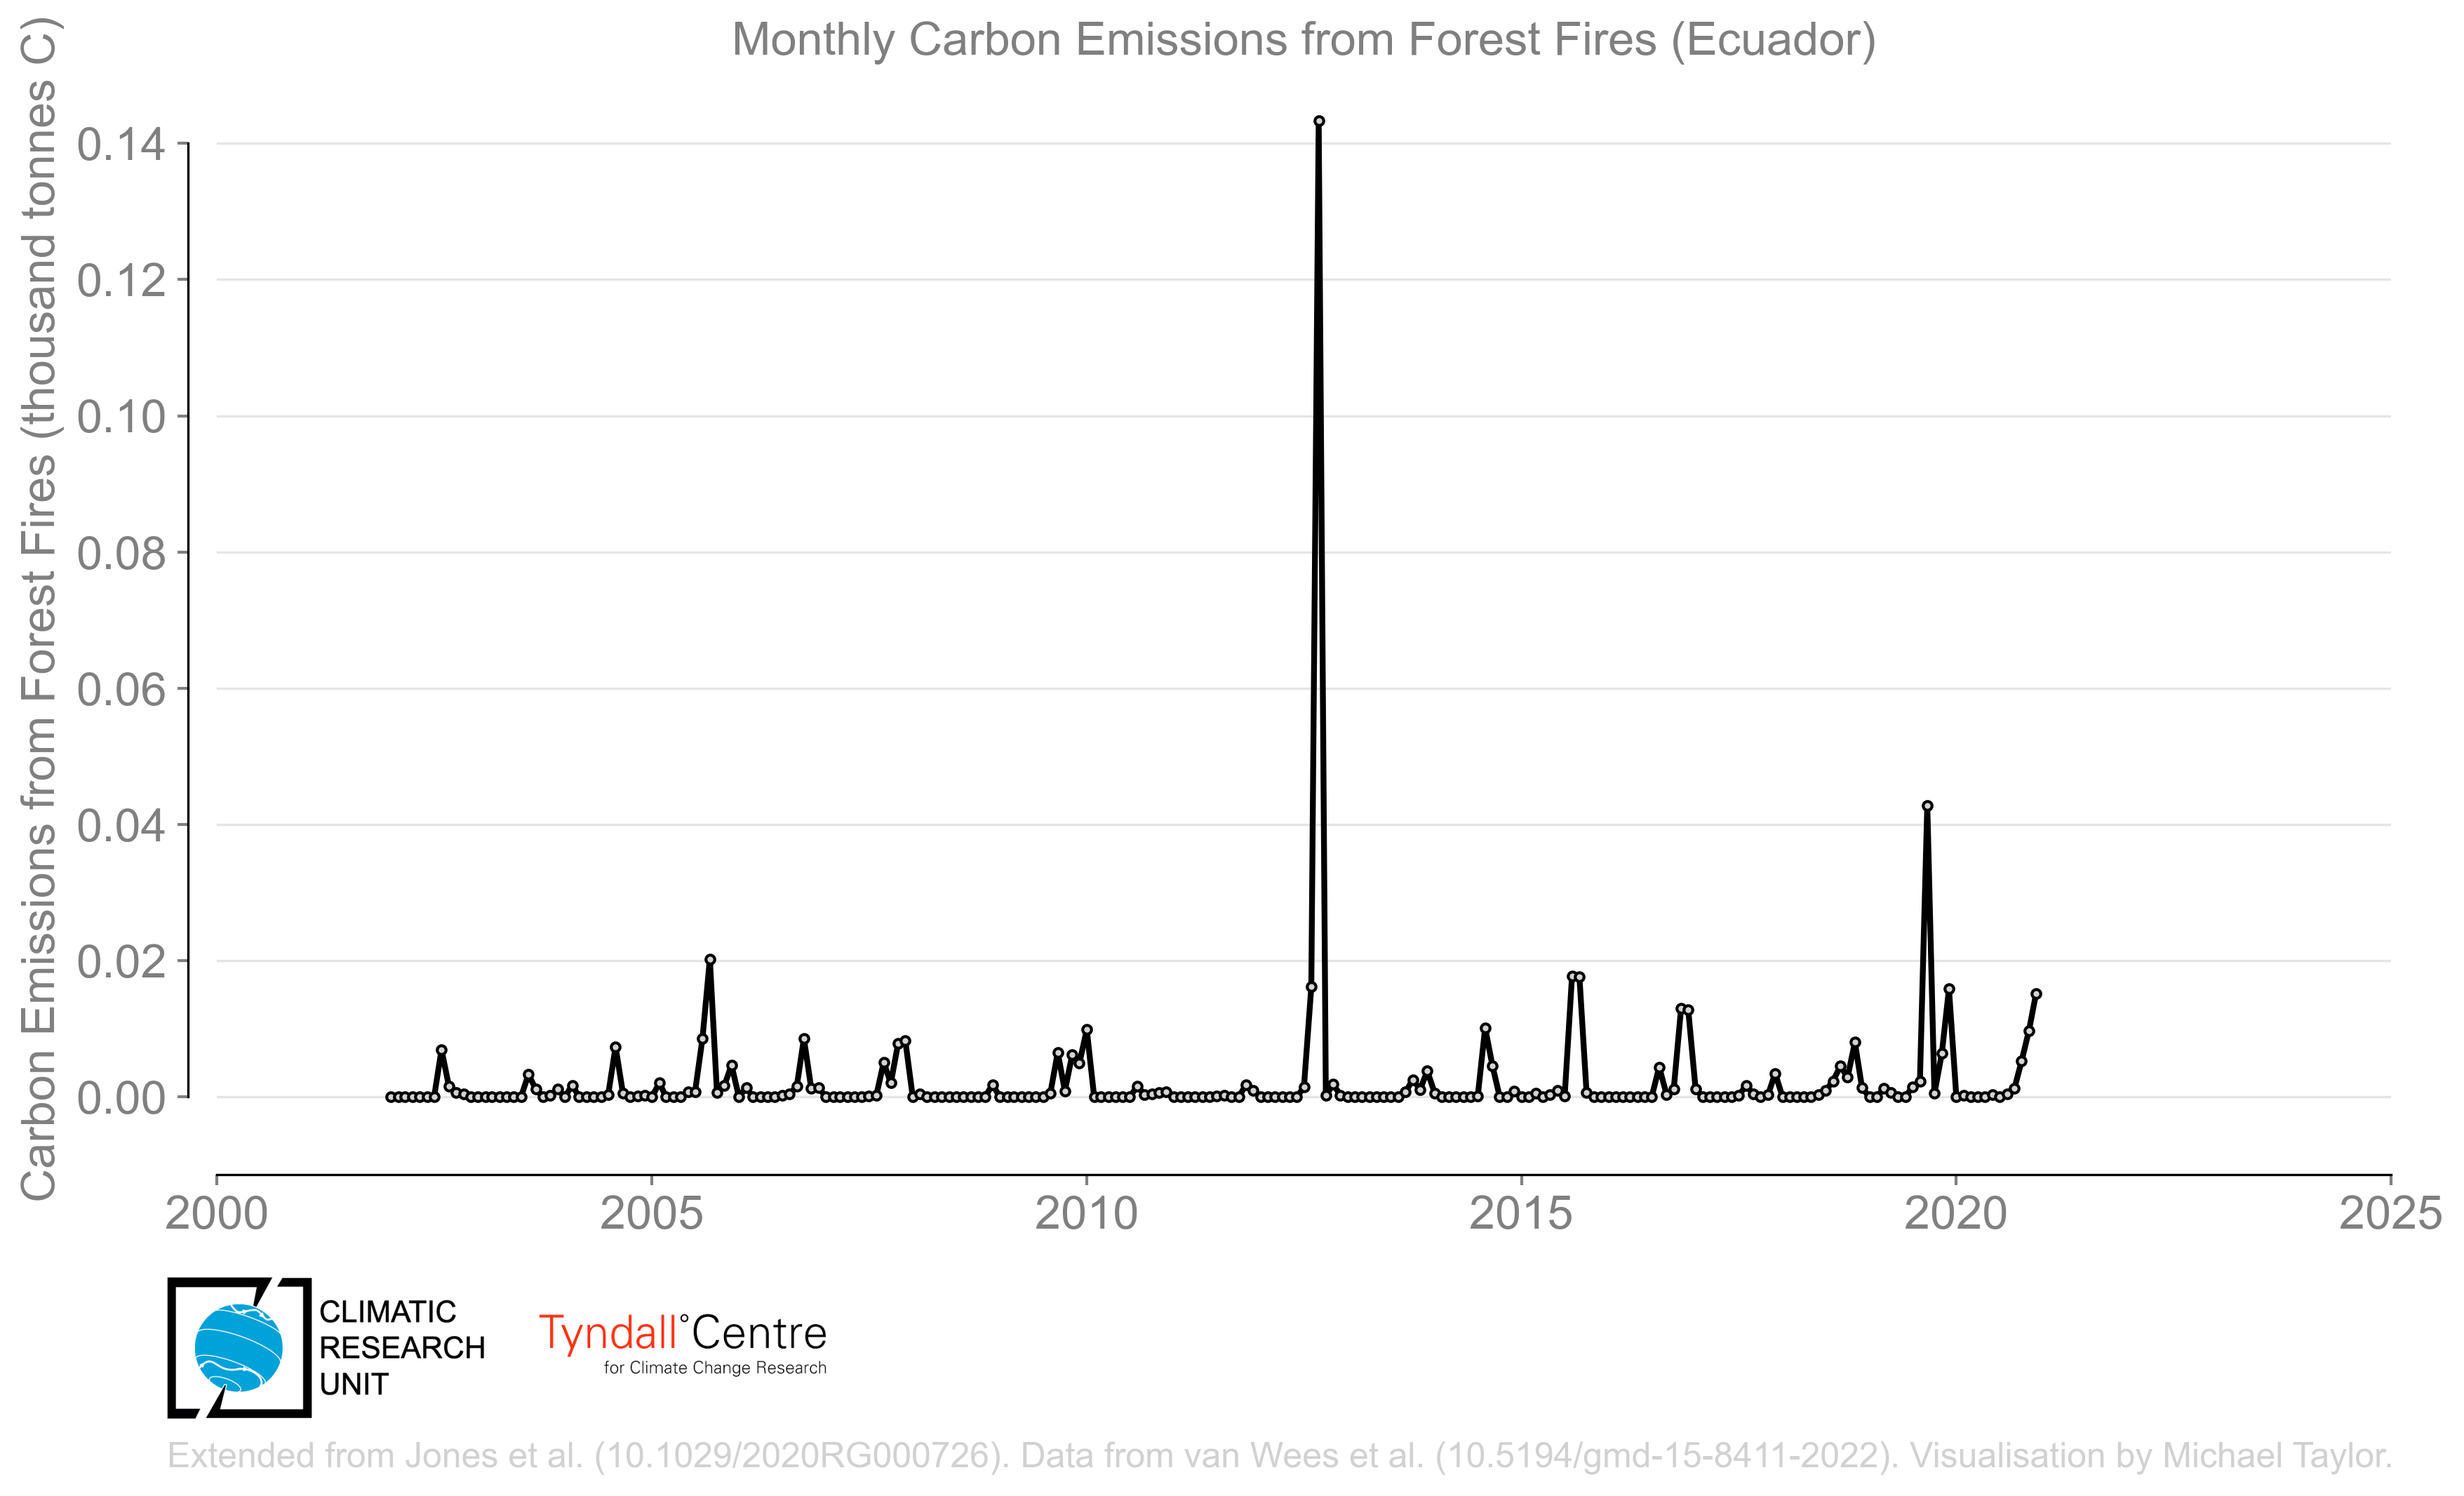 Monthly Carbon Emissions from Forest Fires (Ecuador)
Carbon Emissions from Forest Fires (thousand tonnes C)
0.14
0.12
0.10
0.08
0.06
0.04
0.02
0.00
2000
2005
2010
2015
2020
2025
CLIMATIC
RESEARCH
UNIT
Tyndall°Centre
for Climate Change Research
Extended from Jones et al. (10.1029/2020RG000726). Data from van Wees et al. (10.5194/gmd-15-8411-2022). Visualisation by Michael Taylor.